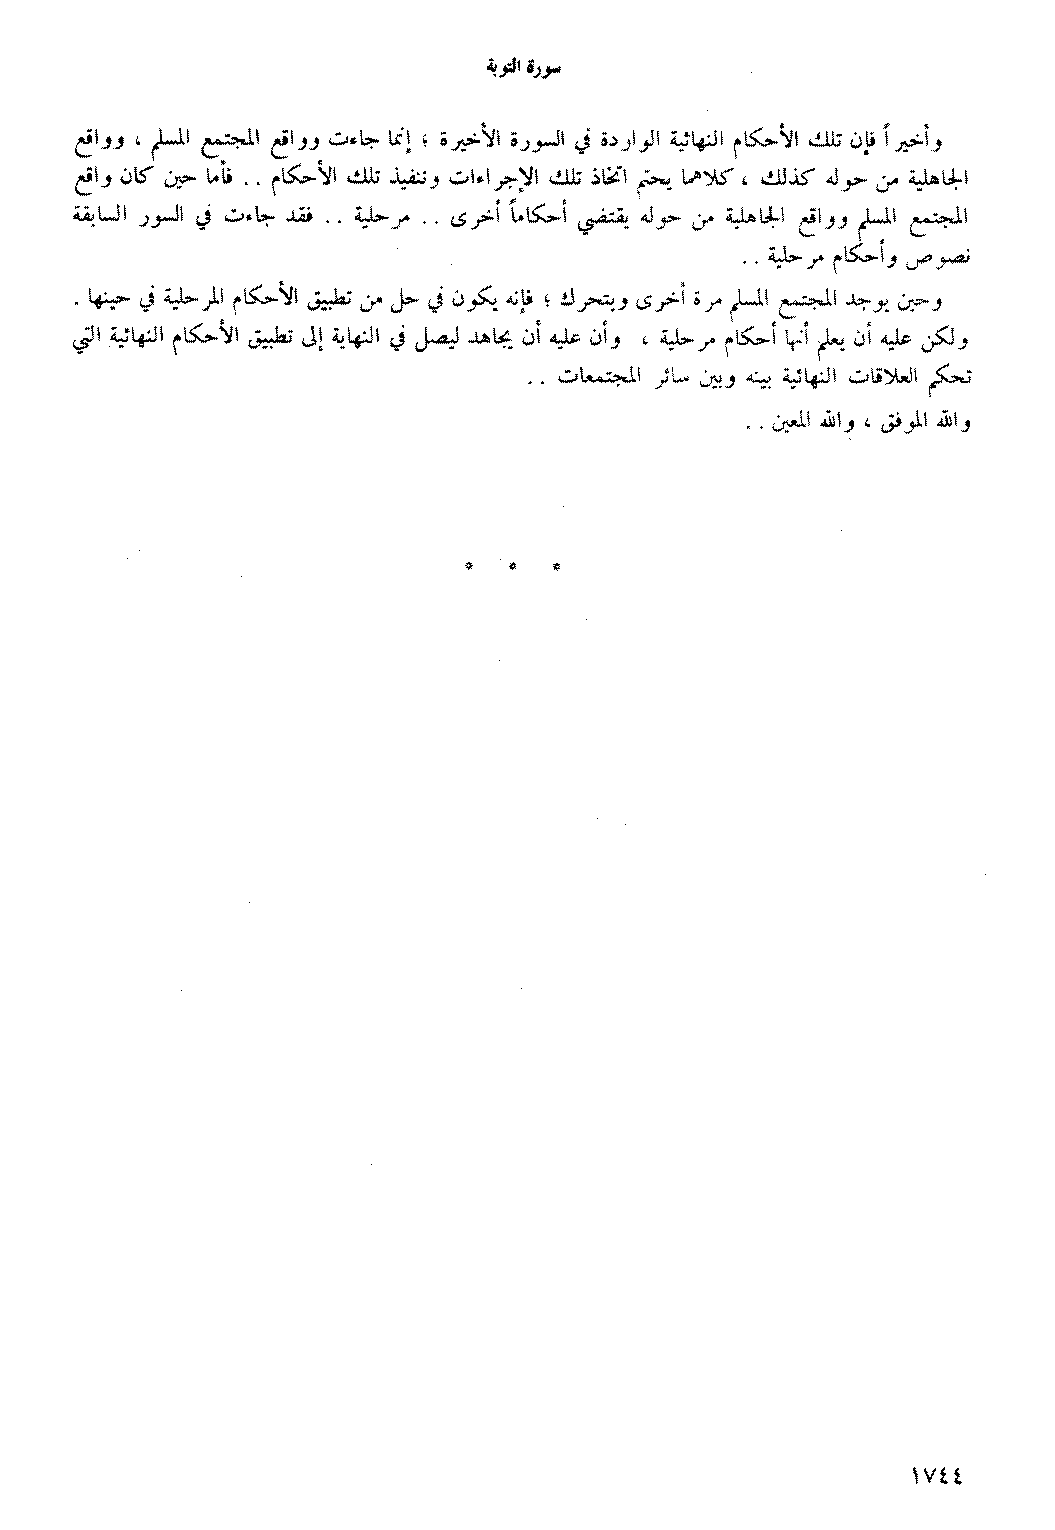 سورة التوبة
وأخيراً فإن تلك الأحكام النهائية الواردة في السورة الأخيرة ؛ إنما جاءت وواقع المجتمع المسلم ، وواقع
الجاهلية من حوله كذلك ، كلاهما يحتم اتخاذ تلك الإجراءات وتنفيذ تلك الأحكام .. فأما حين كان واقع
المجتمع المسلم وواقع الجاهلية من حوله يقتضي أحكاماً أخرى .. مرحلية .. فقد جاءت في السور السابقة
نصوص وأحكام مرحلية ..
وحين يوجد المجتمع المسلم مرة أخرى ويتحرك ؛ فإنه يكون في حل من تطبيق الأحكام المرحلية في حينها .
ولكن عليه أن يعلم أنها أحكام مرحلية ، وأن عليه أن يجاهد ليصل في النهاية إلى تطبيق الأحكام النهائية التي
تحكم العلاقات النهائية بينه وبين سائر المجتمعات ..
والله الموفق ، والله المعين ..
* * *
١٧٤٤